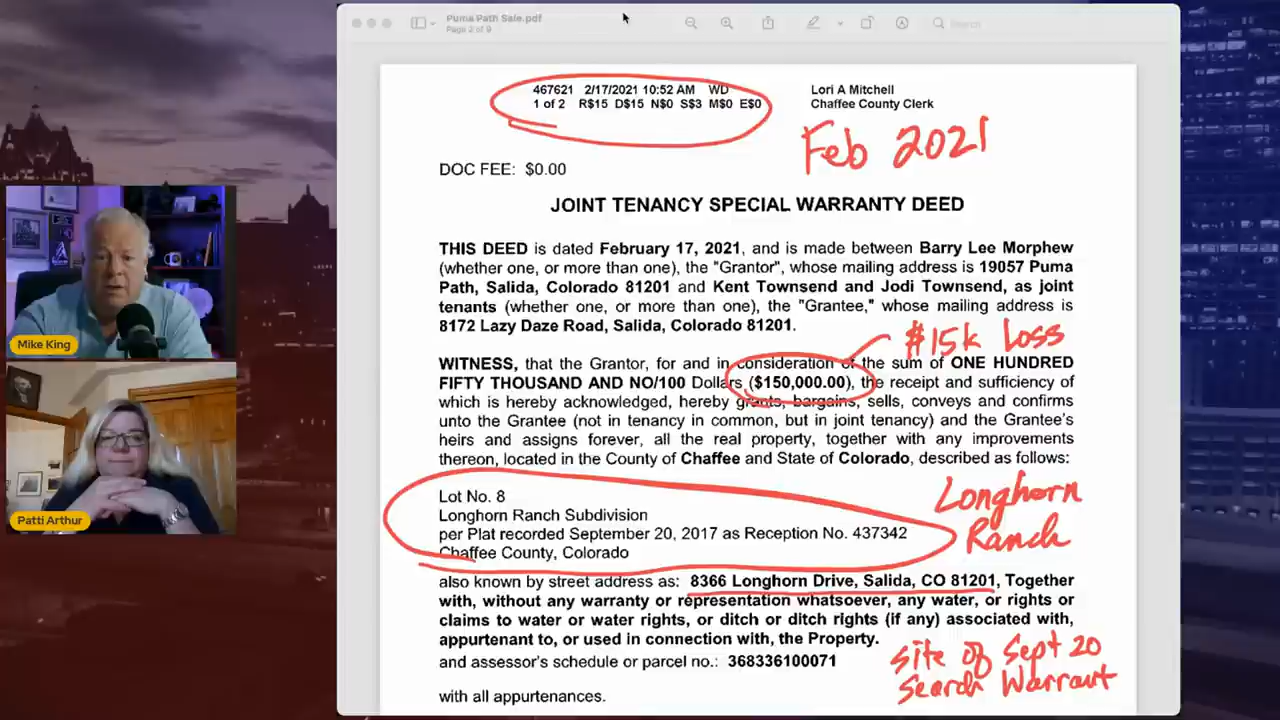 Puma Path Sale.pdf
Page 2 of 9
Search
467621 2/17/2021 10:52 AM WD
1 of 2 R$15 D$15 N$0 S$3 M$0 E$0
Lori A Mitchell
Chaffee County Clerk
Feb 2021
DOC FEE: $0.00
JOINT TENANCY SPECIAL WARRANTY DEED
THIS DEED is dated February 17, 2021, and is made between Barry Lee Morphew
(whether one, or more than one), the "Grantor", whose mailing address is 19057 Puma
Path, Salida, Colorado 81201 and Kent Townsend and Jodi Townsend, as joint
tenants (whether one, or more than one), the "Grantee," whose mailing address is
8172 Lazy Daze Road, Salida, Colorado 81201.
$15k Loss
WITNESS, that the Grantor, for and in consideration of the sum of ONE HUNDRED
FIFTY THOUSAND AND NO/100 Dollars ($150,000.00), the receipt and sufficiency of
which is hereby acknowledged, hereby grants, bargains, sells, conveys and confirms
unto the Grantee (not in tenancy in common, but in joint tenancy) and the Grantee's
heirs and assigns forever, all the real property, together with any improvements
thereon, located in the County of Chaffee and State of Colorado, described as follows:
Lot No. 8
Longhorn Ranch Subdivision
per Plat recorded September 20, 2017 as Reception No. 437342
Chaffee County, Colorado
Longhorn
Ranch
also known by street address as: 8366 Longhorn Drive, Salida, CO 81201, Together
with, without any warranty or representation whatsoever, any water, or rights or
claims to water or water rights, or ditch or ditch rights (if any) associated with,
appurtenant to, or used in connection with, the Property.
and assessor's schedule or parcel no.: 368336100071
Site of Sept 20
Search Warrant
with all appurtenances.
Mike King
Patti Arthur